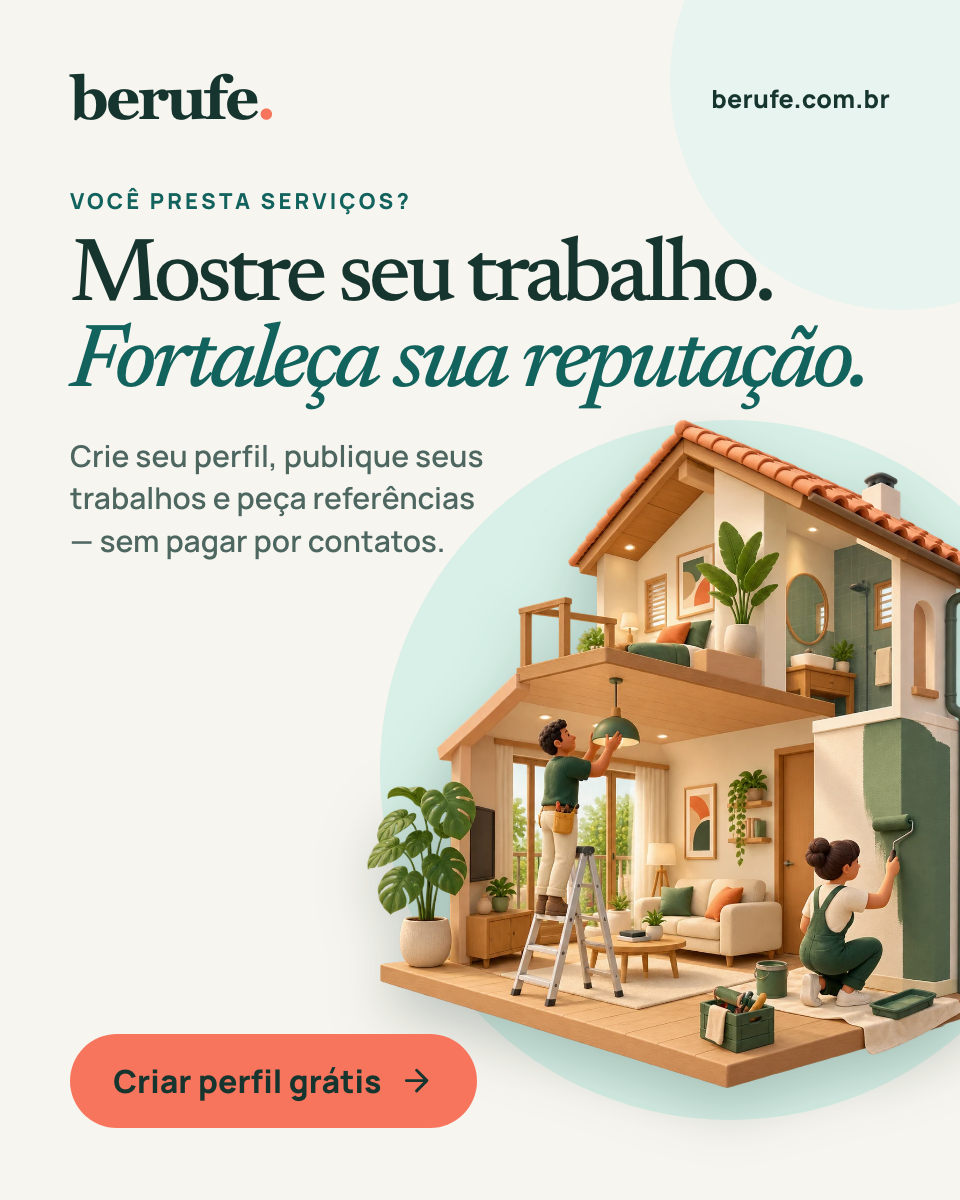 berufe.
berufe.com.br
VOCÊ PRESTA SERVIÇOS?
Mostre seu trabalho.
Fortaleça sua reputação.
Crie seu perfil, publique seus
trabalhos e peça referências
— sem pagar por contatos.
Criar perfil grátis →